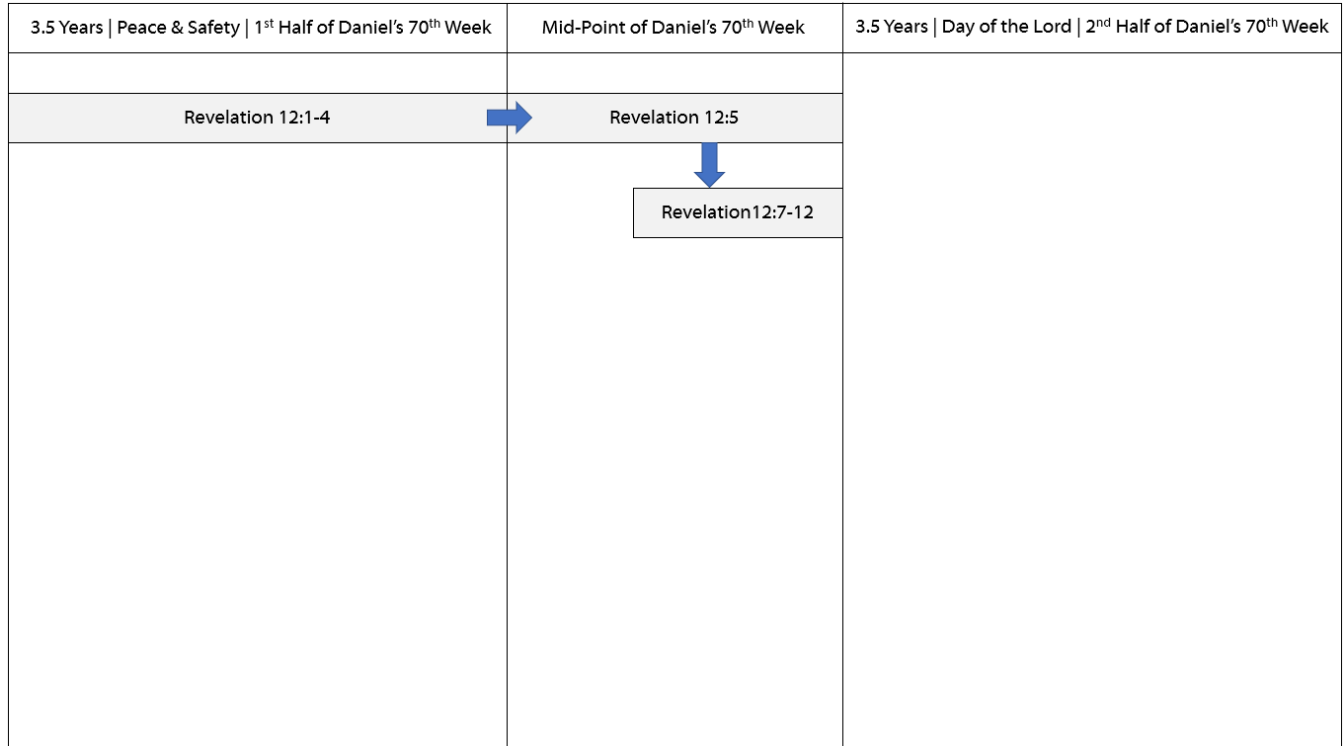 3.5 Years | Peace & Safety | 1st Half of Daniel's 70th Week
Mid-Point of Daniel's 70th Week
3.5 Years | Day of the Lord | 2nd Half of Daniel's 70th Week
Revelation 12:1-4
Revelation 12:5
Revelation12:7-12